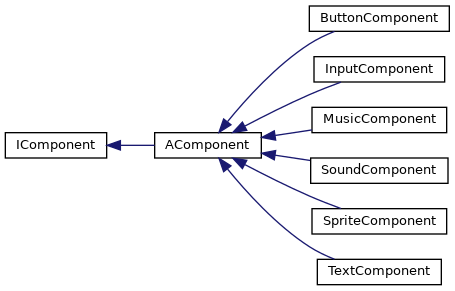 ButtonComponent
InputComponent
MusicComponent
IComponent
AComponent
SoundComponent
SpriteComponent
TextComponent